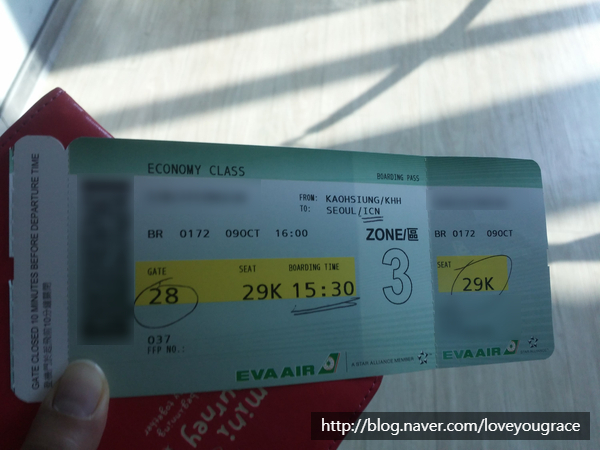 ECONOMY CLASS
BOARDING PASS
FROM: KAOHSIUNG/KHH
TO: SEOUL/ICN
BR 0172 09OCT 16:00
ZONE/區
3
BR 0172 09OCT
GATE SEAT BOARDING TIME
28 29K 15:30
SEAT
29K
037
FFP NO.:
EVA AIR
A STAR ALLIANCE MEMBER
EVA AIR
GATE CLOSED 10 MINUTES BEFORE DEPARTURE TIME
mini
journey
http://blog.naver.com/loveyougrace